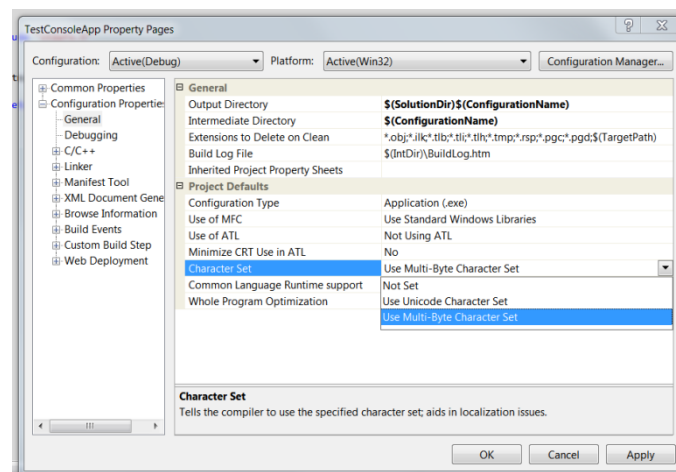 TestConsoleApp Property Pages
Configuration: Active(Debug) Platform: Active(Win32) Configuration Manager...
Common Properties
Configuration Propertie
General
Debugging
C/C++
Linker
Manifest Tool
XML Document Gene
Browse Information
Build Events
Custom Build Step
Web Deployment
General
Output Directory $(SolutionDir)$(ConfigurationName)
Intermediate Directory $(ConfigurationName)
Extensions to Delete on Clean *.obj;*.ilk;*.tlb;*.tli;*.tlh;*.tmp;*.rsp;*.pgc;*.pgd;$(TargetPath)
Build Log File $(IntDir)\BuildLog.htm
Inherited Project Property Sheets
Project Defaults
Configuration Type Application (.exe)
Use of MFC Use Standard Windows Libraries
Use of ATL Not Using ATL
Minimize CRT Use in ATL No
Character Set Use Multi-Byte Character Set
Common Language Runtime support Not Set
Whole Program Optimization Use Unicode Character Set
Use Multi-Byte Character Set
Character Set
Tells the compiler to use the specified character set; aids in localization issues.
OK Cancel Apply